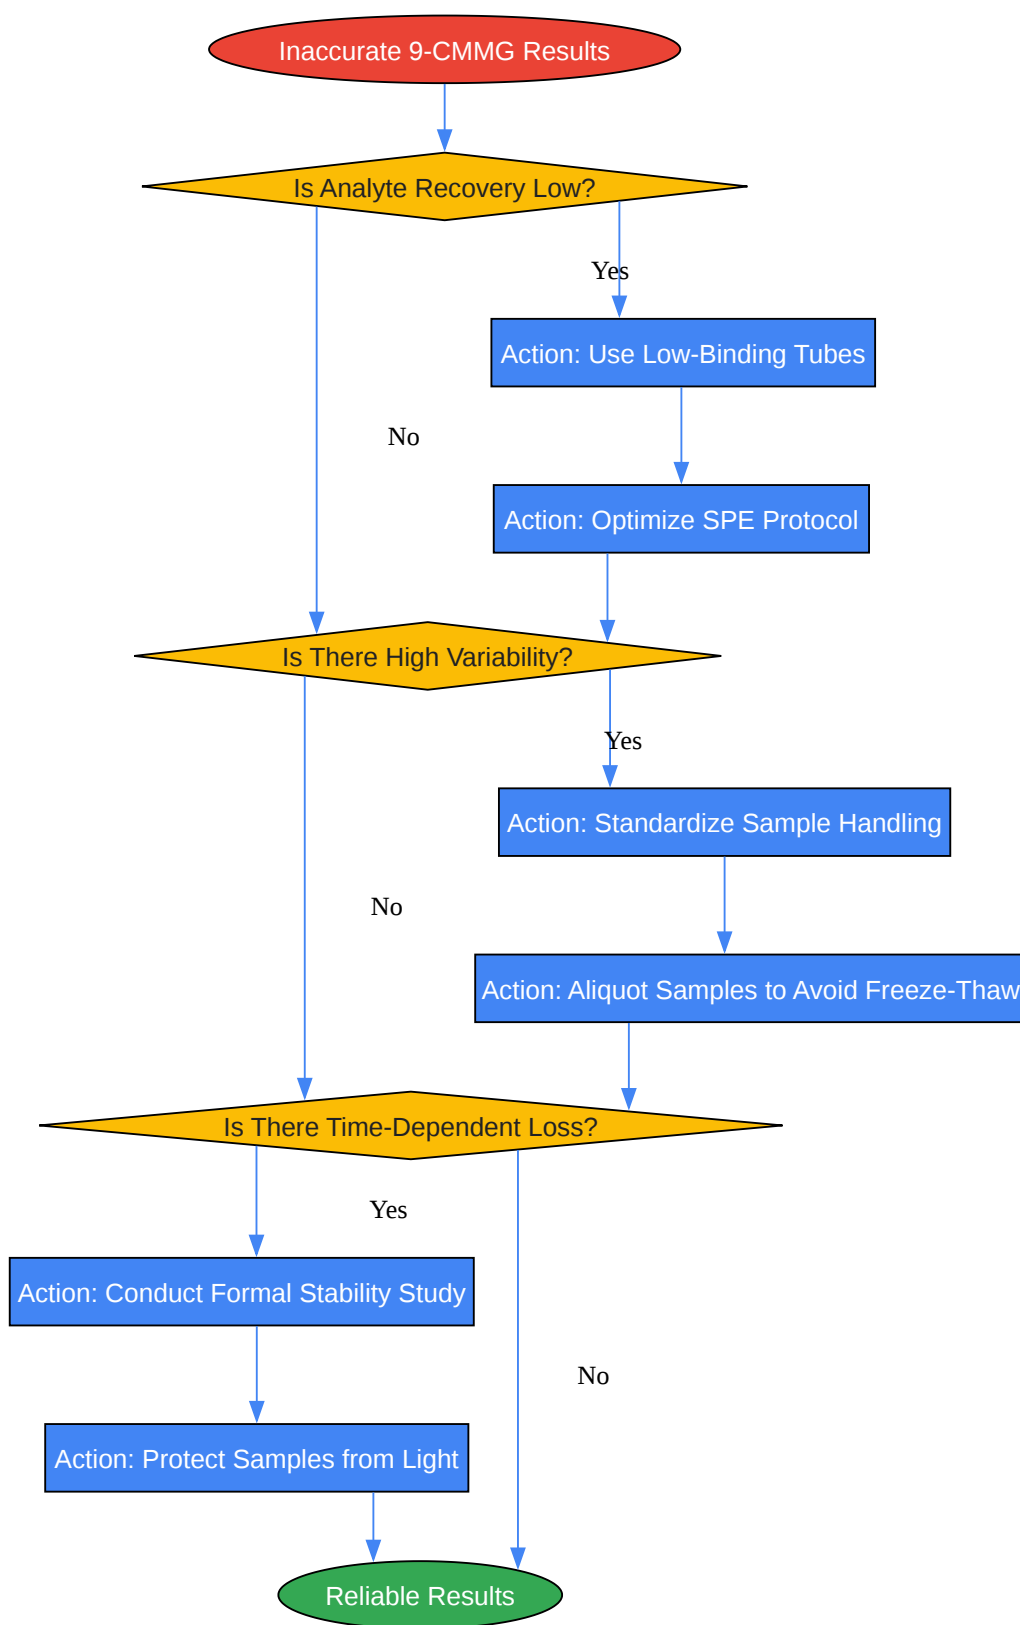 Inaccurate 9-CMMG Results
Is Analyte Recovery Low?
Yes
Action: Use Low-Binding Tubes
No
Action: Optimize SPE Protocol
Is There High Variability?
Yes
Action: Standardize Sample Handling
No
Action: Aliquot Samples to Avoid Freeze-Thaw
Is There Time-Dependent Loss?
Yes
Action: Conduct Formal Stability Study
No
Action: Protect Samples from Light
Reliable Results